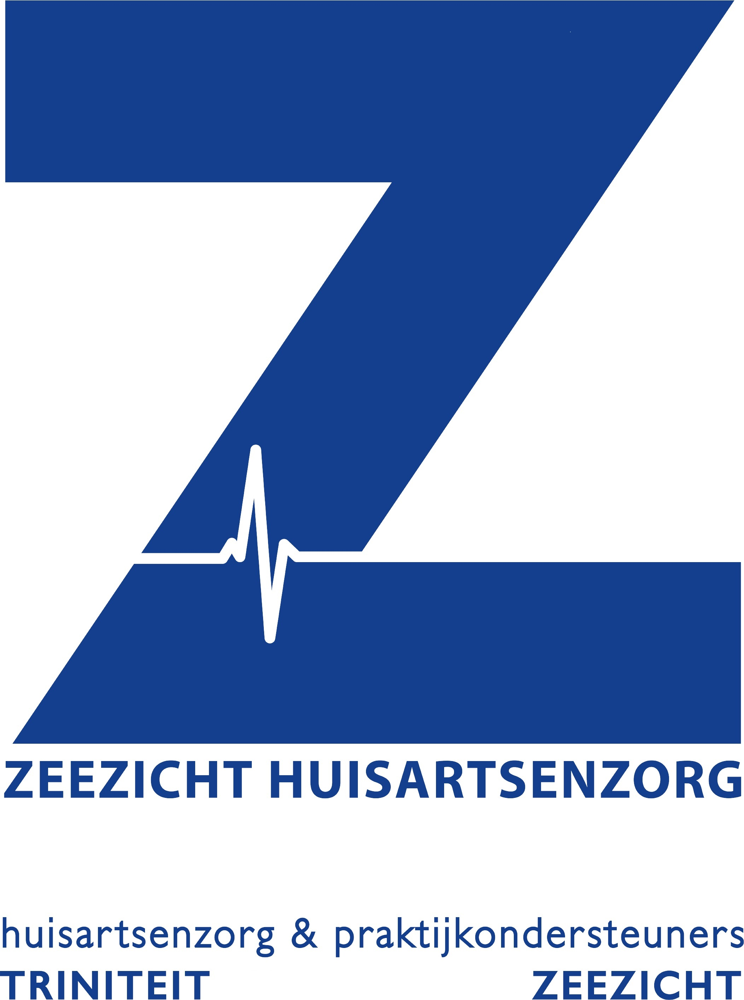 Z
ZEEZICHT HUISARTSENZORG
huisartsenzorg & praktijkondersteuners
TRINITEIT ZEEZICHT